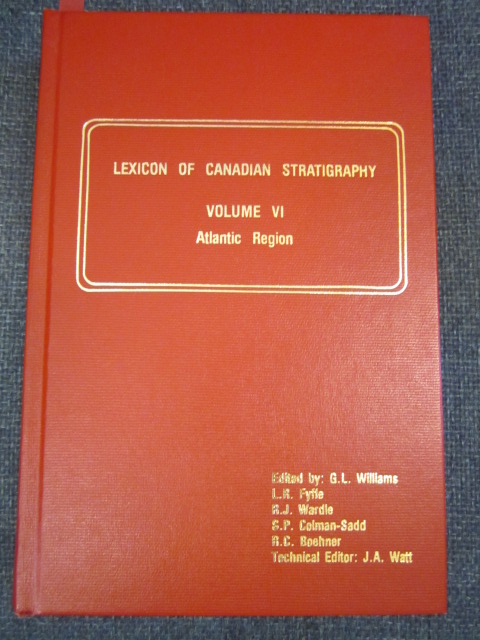 LEXICON OF CANADIAN STRATIGRAPHY
VOLUME VI
Atlantic Region
Edited by: G.L. Williams
L.R. Fyffe
R.J. Wardle
S.P. Colman-Sadd
R.C. Boehner
Technical Editor: J.A. Watt